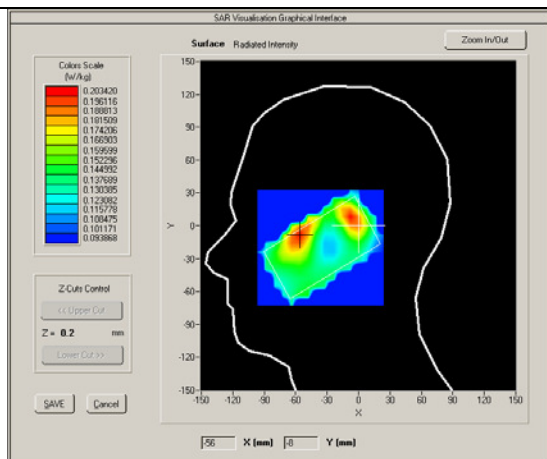 SAR Visualisation Graphical Interface
Surface Radiated Intensity
Zoom In/Out
Colors Scale
(W/kg)
0.203420
0.196116
0.188813
0.181509
0.174206
0.166903
0.159599
0.152296
0.144992
0.137689
0.130385
0.123082
0.115778
0.108475
0.101171
0.093868
Z-Cuts Control
<< Upper Cut
Z = 0.2 mm
Lower Cut >>
SAVE Cancel
150
120
90
60
30
0
-30
-60
-90
-120
-150
Y
-150 -120 -90 -60 -30 0 30 60 90 120 150
X
-56 X (mm) -8 Y (mm)